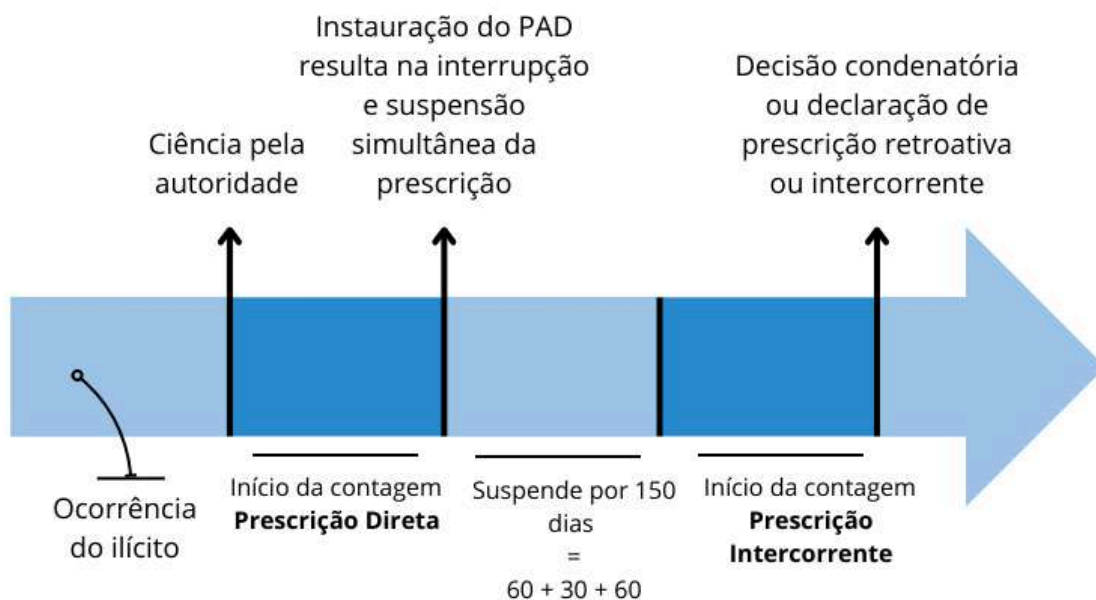 Instauração do PAD
resulta na interrupção
e suspensão
simultânea da
prescrição
Ciência pela
autoridade
Decisão condenatória
ou declaração de
prescrição retroativa
ou intercorrente
Ocorrência
do ilícito
Início da contagem
Prescrição Direta
Suspende por 150
dias
=
60 + 30 + 60
Início da contagem
Prescrição
Intercorrente